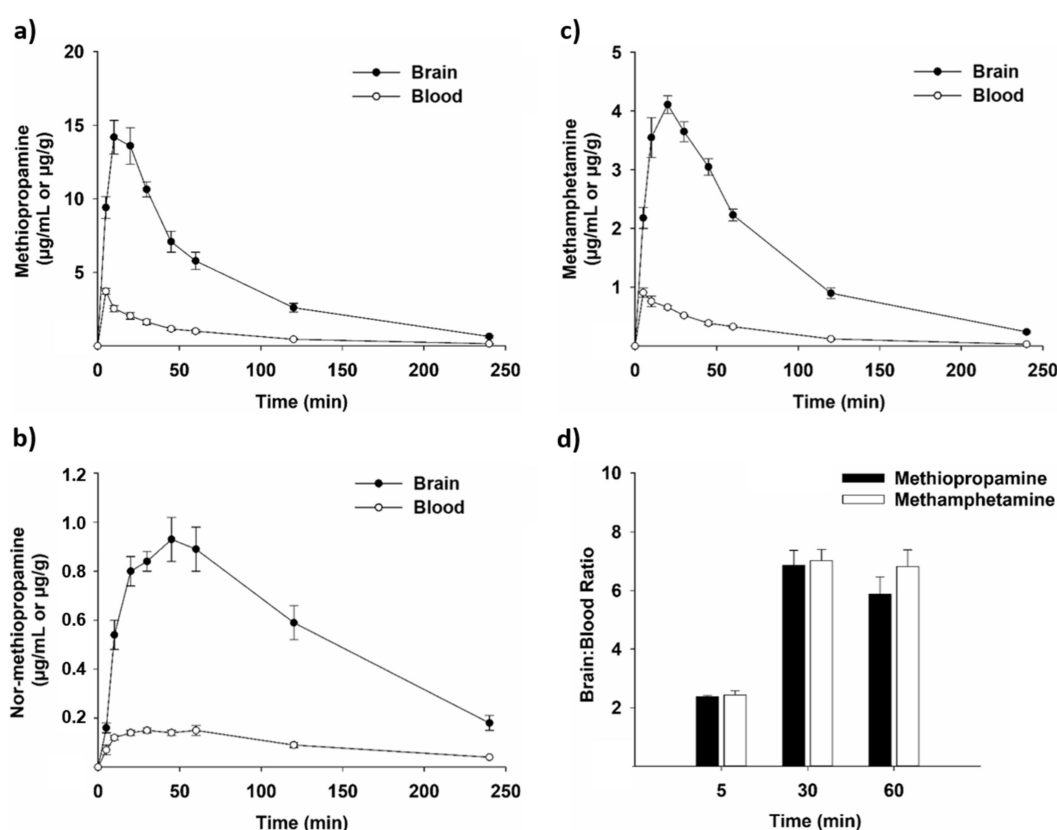 a)
Methiopropamine
(µg/mL or µg/g)
20
15
10
5
Brain
Blood
0 50 100 150 200 250
Time (min)
c)
Methamphetamine
(µg/mL or µg/g)
5
4
3
2
1
Brain
Blood
0 50 100 150 200 250
Time (min)
b)
Nor-methiopropamine
(µg/mL or µg/g)
1.2
1.0
0.8
0.6
0.4
0.2
Brain
Blood
0 50 100 150 200 250
Time (min)
d)
Brain:Blood Ratio
10
8
6
4
2
Methiopropamine
Methamphetamine
5 30 60
Time (min)